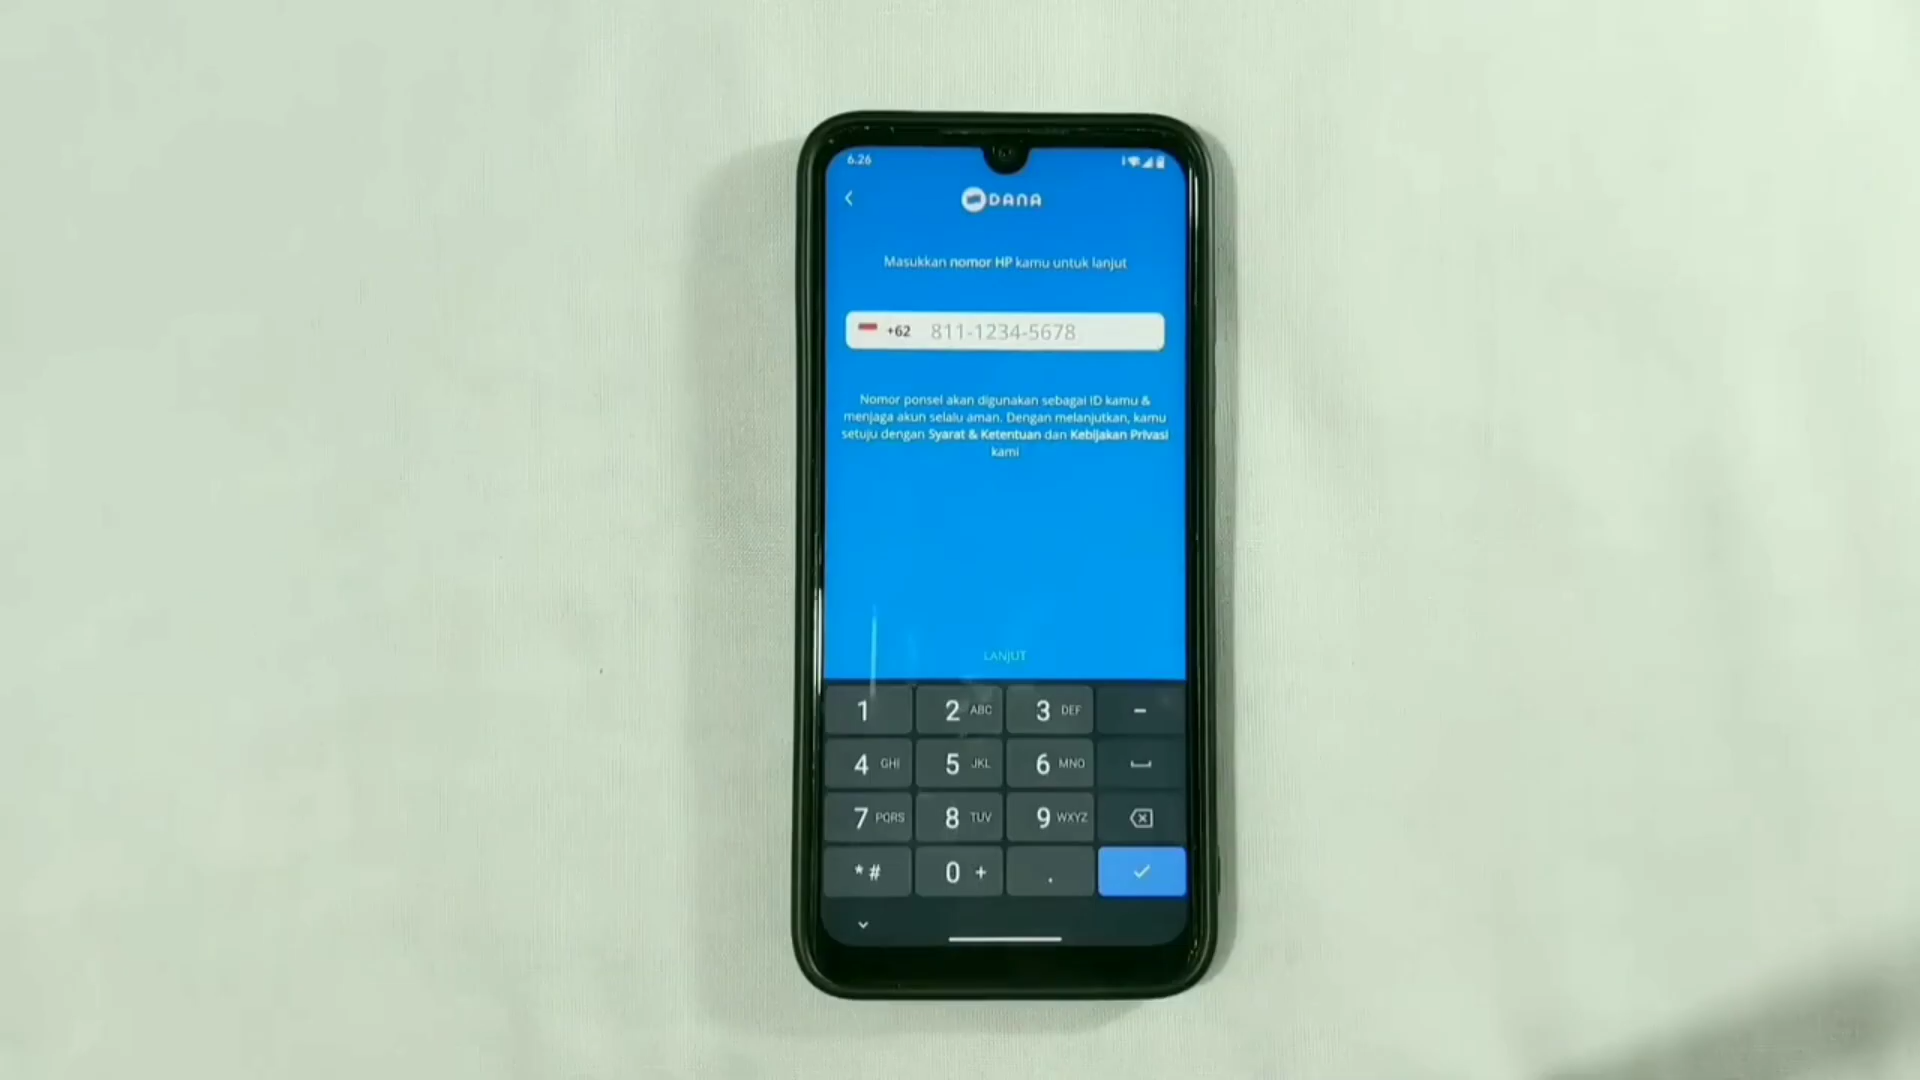 6.26
DANA
Masukkan nomor HP kamu untuk lanjut
+62 811-1234-5678
Nomor ponsel akan digunakan sebagai ID kamu &
menjaga akun selalu aman. Dengan melanjutkan, kamu
setuju dengan Syarat & Ketentuan dan Kebijakan Privasi
kami
LANJUT
1 2 ABC 3 DEF -
4 GHI 5 JKL 6 MNO
7 PQRS 8 TUV 9 WXYZ
* # 0 + .